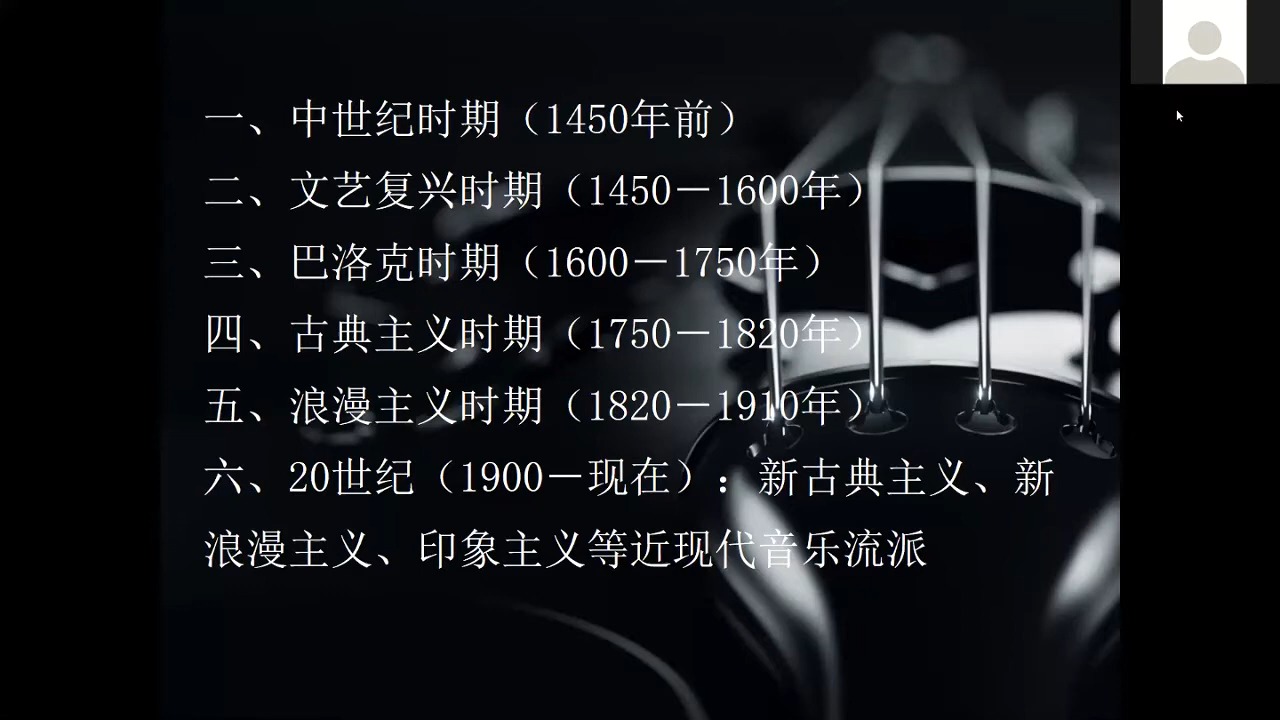 一、中世纪时期（1450年前）
二、文艺复兴时期（1450－1600年）
三、巴洛克时期（1600－1750年）
四、古典主义时期（1750－1820年）
五、浪漫主义时期（1820－1910年）
六、20世纪（1900－现在）：新古典主义、新
浪漫主义、印象主义等近现代音乐流派